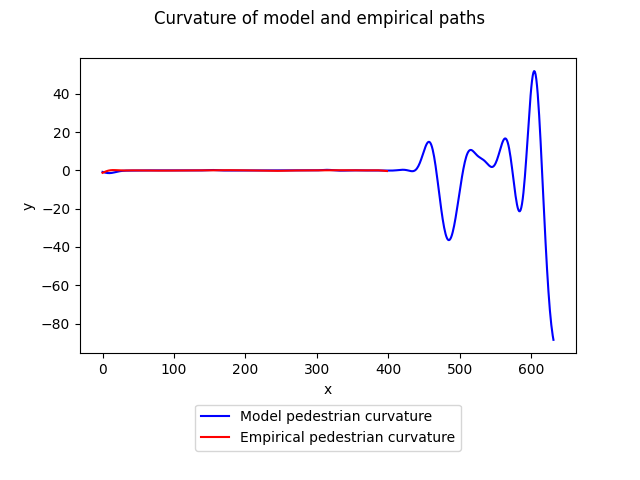 Curvature of model and empirical paths
40
20
0
−20
−40
−60
−80
y
0 100 200 300 400 500 600
x
Model pedestrian curvature
Empirical pedestrian curvature